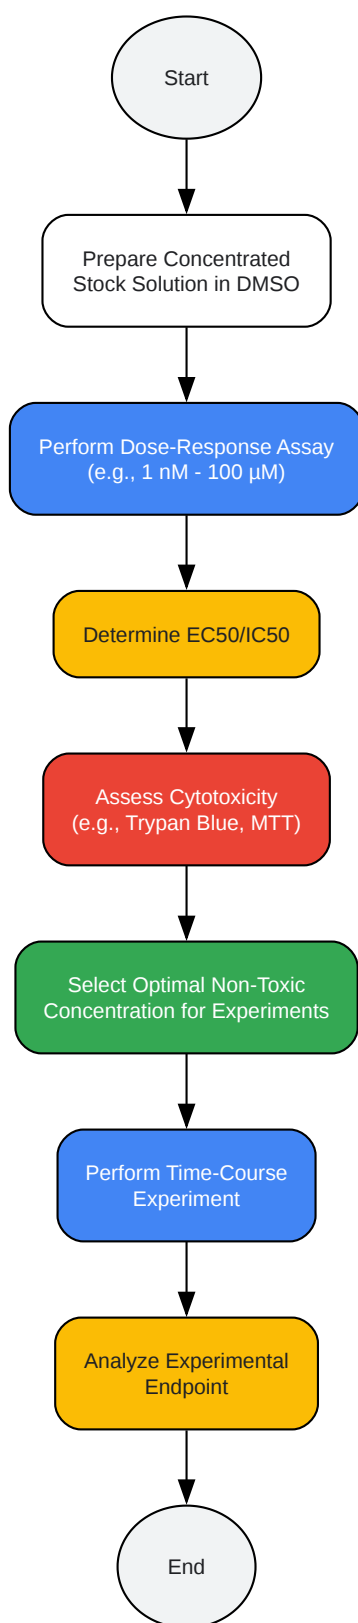 Start
Prepare Concentrated
Stock Solution in DMSO
Perform Dose-Response Assay
(e.g., 1 nM - 100 µM)
Determine EC50/IC50
Assess Cytotoxicity
(e.g., Trypan Blue, MTT)
Select Optimal Non-Toxic
Concentration for Experiments
Perform Time-Course
Experiment
Analyze Experimental
Endpoint
End